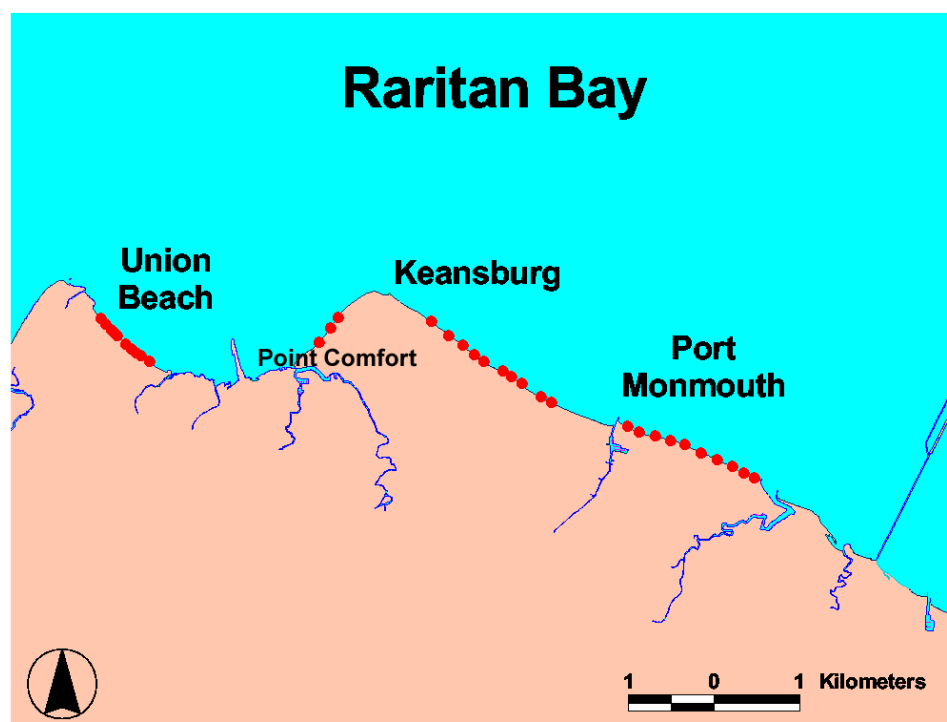 Raritan Bay
Union
Beach
Keansburg
Point Comfort
Port
Monmouth
1 0 1 Kilometers